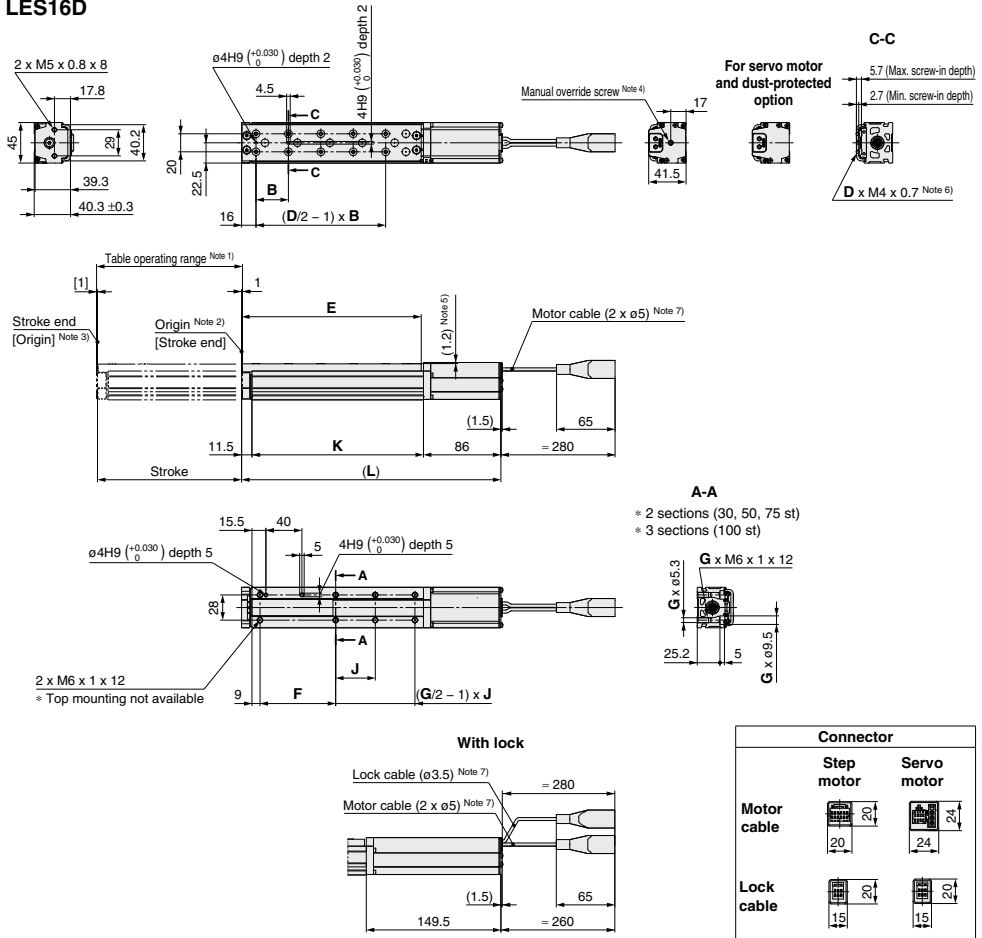 LES16D
2 x M5 x 0.8 x 8
17.8
45
29
40.2
39.3
40.3 ±0.3
ø4H9 (+0.030 0) depth 2
4.5
4H9 (+0.030 0) depth 2
C
C
20
22.5
B
16
(D/2 − 1) x B
Manual override screw Note 4)
17
41.5
For servo motor
and dust-protected
option
C-C
5.7 (Max. screw-in depth)
2.7 (Min. screw-in depth)
D x M4 x 0.7 Note 6)
Table operating range Note 1)
[1]
1
Stroke end
[Origin] Note 3)
Origin Note 2)
[Stroke end]
E
(1.2) Note 5)
Motor cable (2 x ø5) Note 7)
(1.5)
65
11.5
K
86
≈ 280
Stroke
(L)
15.5
40
5
ø4H9 (+0.030 0) depth 5
4H9 (+0.030 0) depth 5
A
A
28
J
2 x M6 x 1 x 12
∗ Top mounting not available
9
F
(G/2 − 1) x J
A-A
∗ 2 sections (30, 50, 75 st)
∗ 3 sections (100 st)
G x M6 x 1 x 12
G x ø5.3
G x ø9.5
25.2
5
With lock
Lock cable (ø3.5) Note 7)
Motor cable (2 x ø5) Note 7)
≈ 280
(1.5)
65
149.5
≈ 260
Connector
Step
motor
Servo
motor
Motor
cable
20
20
24
24
Lock
cable
20
15
20
15